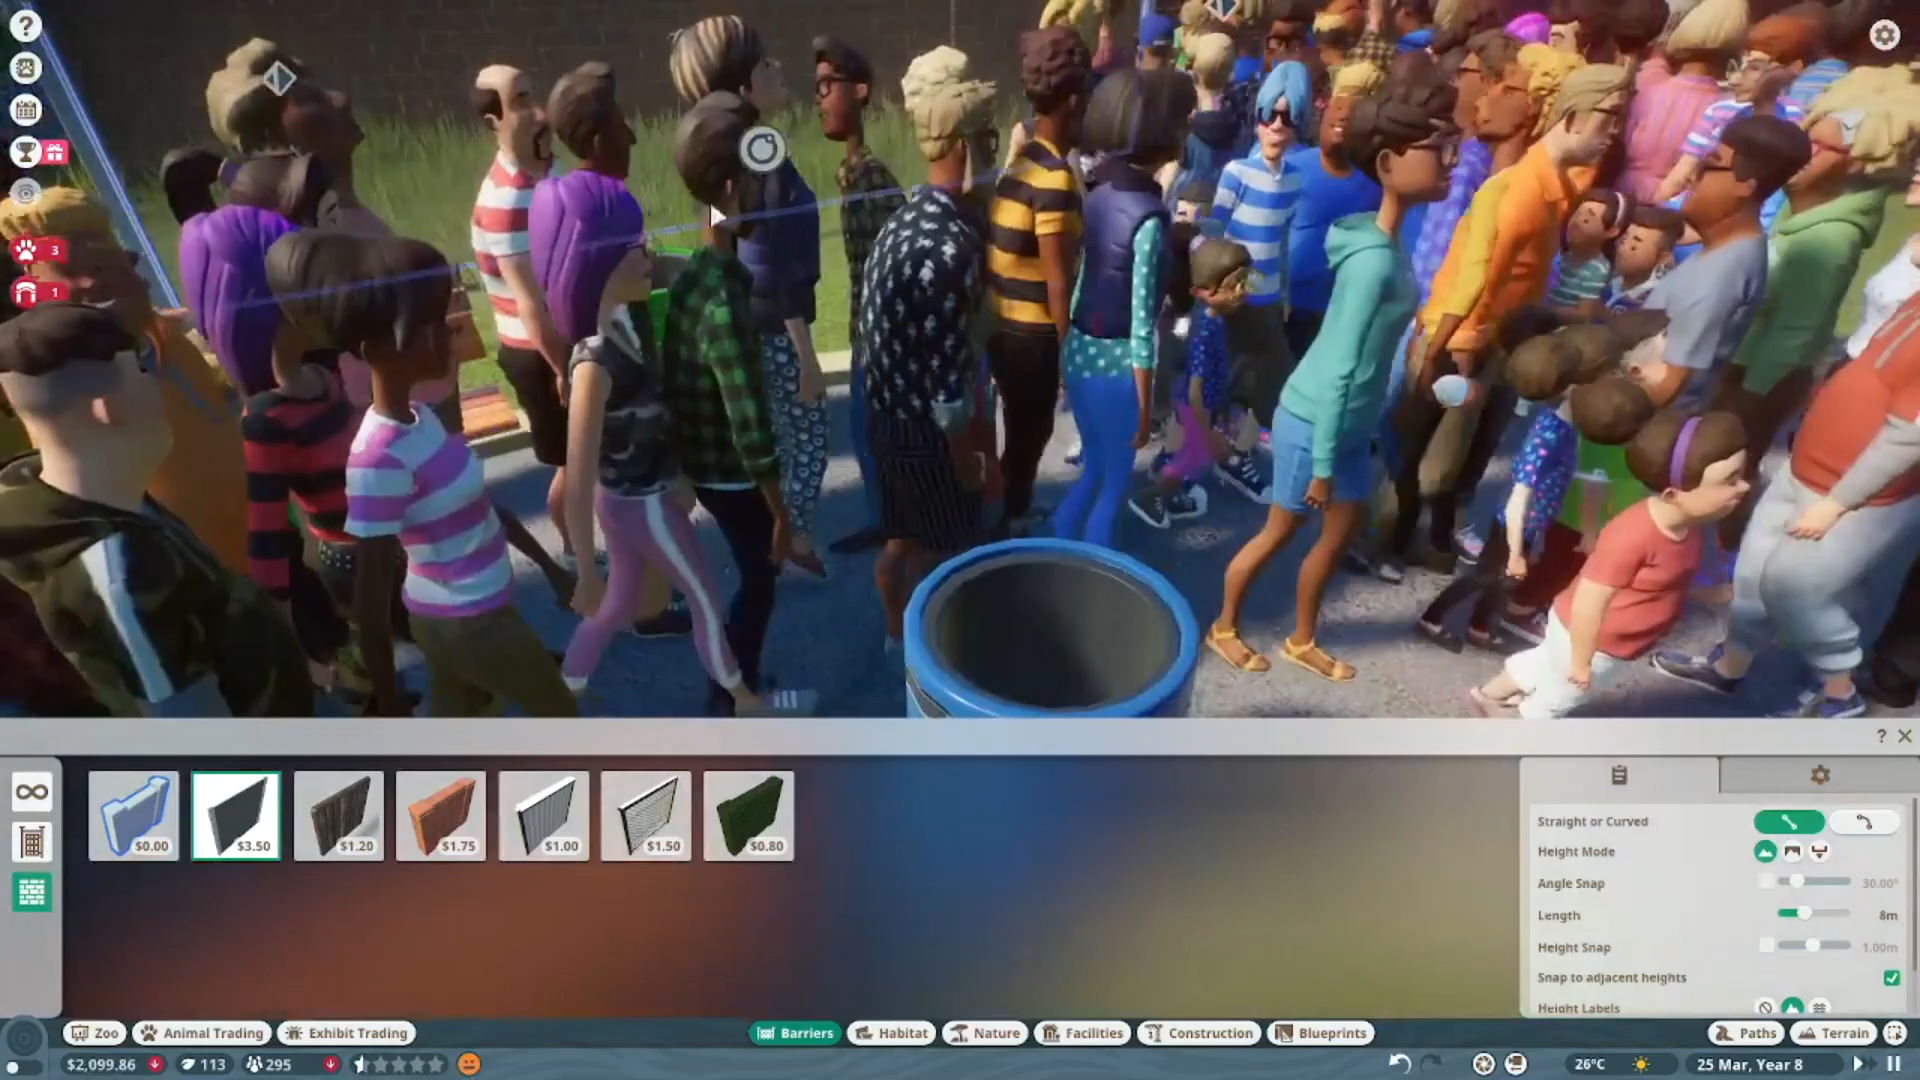 ?
3
1
? ×
$0.00 $3.50 $1.20 $1.75 $1.00 $1.50 $0.80
Straight or Curved
Height Mode
Angle Snap 30.00°
Length 8m
Height Snap 1.00m
Snap to adjacent heights
Height Labels
Zoo Animal Trading Exhibit Trading Barriers Habitat Nature Facilities Construction Blueprints Paths Terrain
$2,099.86 113 295 26°C 25 Mar, Year 8